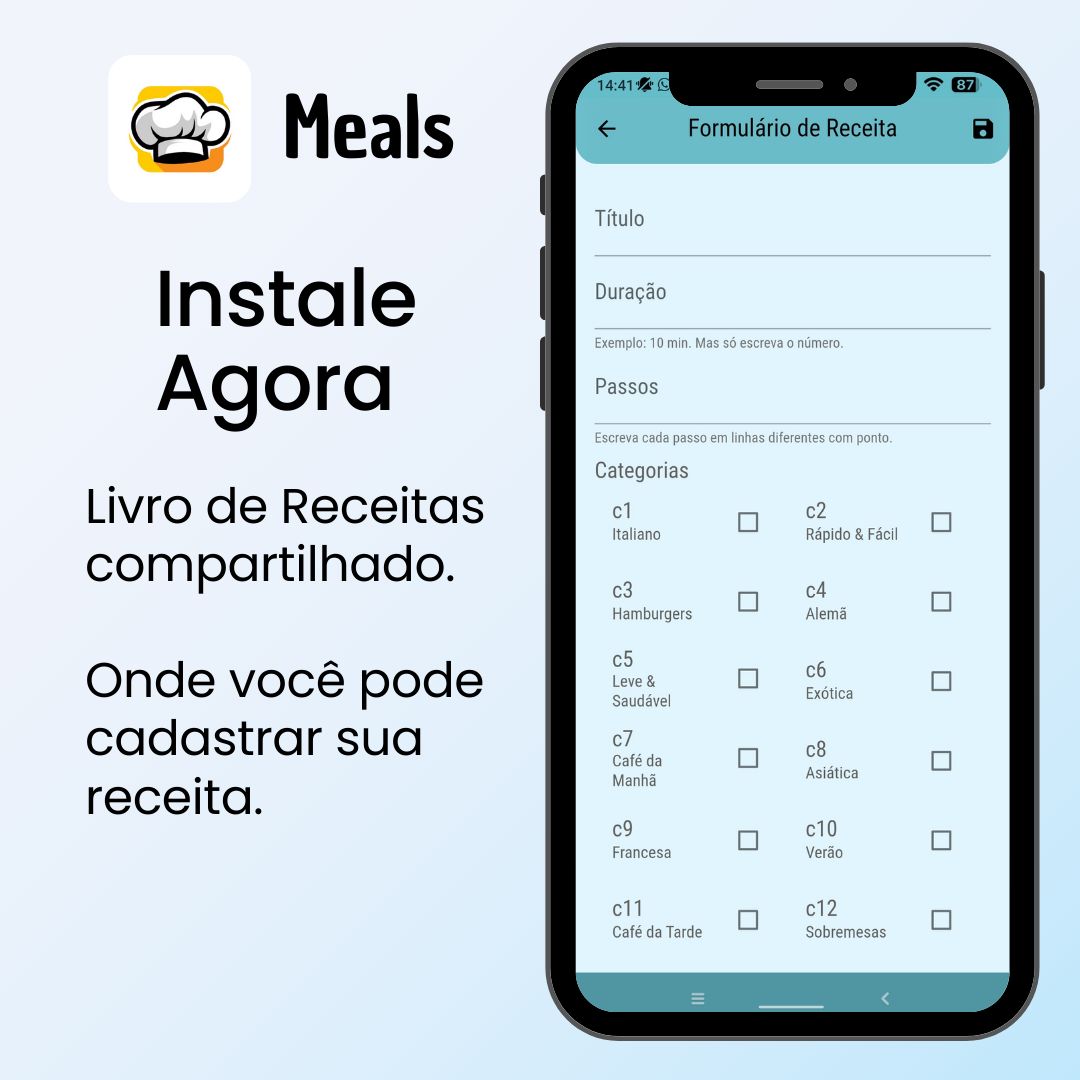 Meals
Instale
Agora
Livro de Receitas
compartilhado.
Onde você pode
cadastrar sua
receita.
14:41
87
Formulário de Receita
Título
Duração
Exemplo: 10 min. Mas só escreva o número.
Passos
Escreva cada passo em linhas diferentes com ponto.
Categorias
c1
Italiano
c2
Rápido & Fácil
c3
Hamburgers
c4
Alemã
c5
Leve &
Saudável
c6
Exótica
c7
Café da
Manhã
c8
Asiática
c9
Francesa
c10
Verão
c11
Café da Tarde
c12
Sobremesas